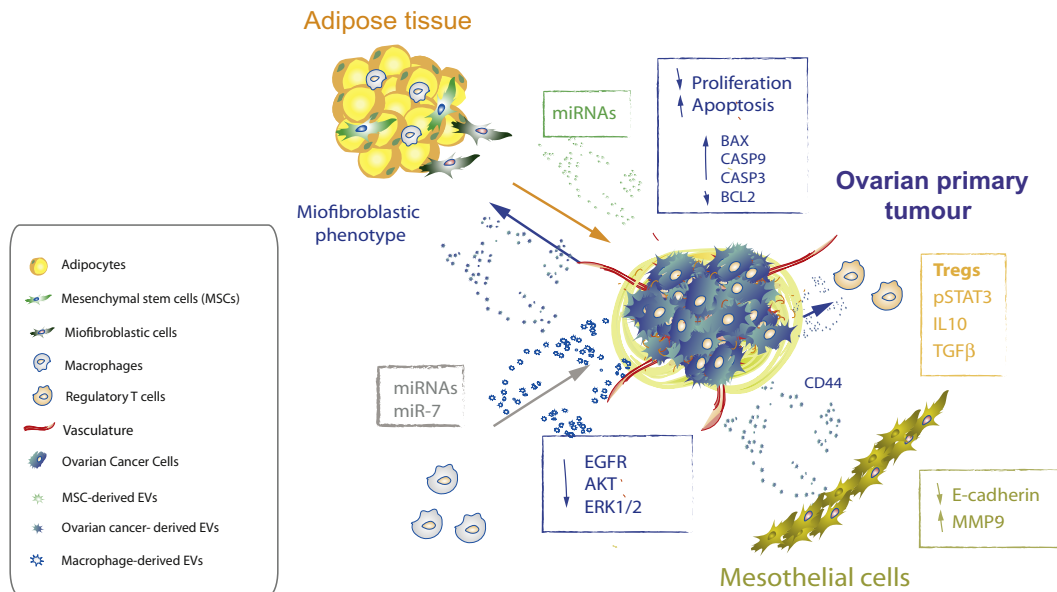 Adipose tissue
miRNAs
Proliferation
Apoptosis
BAX
CASP9
CASP3
BCL2
Ovarian primary
tumour
Miofibroblastic
phenotype
Tregs
pSTAT3
IL10
TGFβ
miRNAs
miR-7
CD44
EGFR
AKT
ERK1/2
E-cadherin
MMP9
Mesothelial cells
Adipocytes
Mesenchymal stem cells (MSCs)
Miofibroblastic cells
Macrophages
Regulatory T cells
Vasculature
Ovarian Cancer Cells
MSC-derived EVs
Ovarian cancer- derived EVs
Macrophage-derived EVs